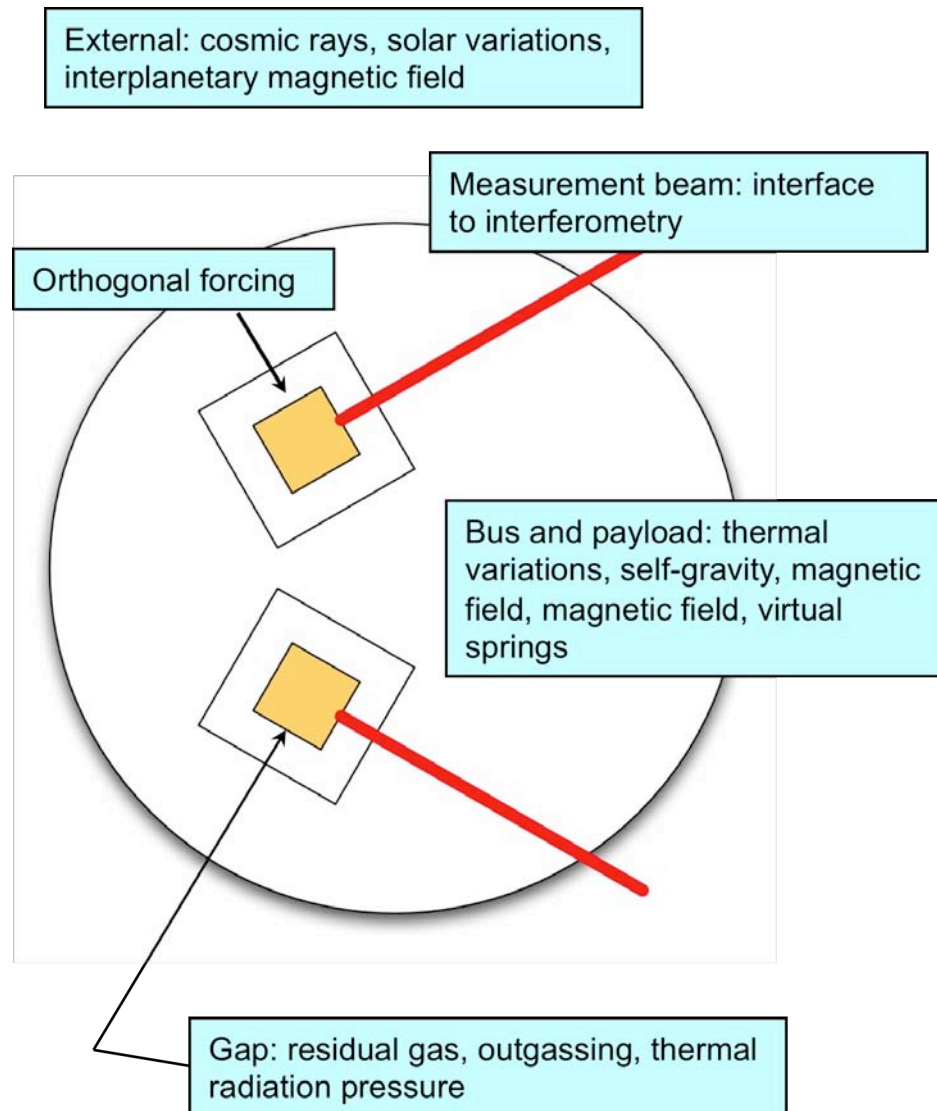 External: cosmic rays, solar variations,
interplanetary magnetic field
Measurement beam: interface
to interferometry
Orthogonal forcing
Bus and payload: thermal
variations, self-gravity, magnetic
field, magnetic field, virtual
springs
Gap: residual gas, outgassing, thermal
radiation pressure